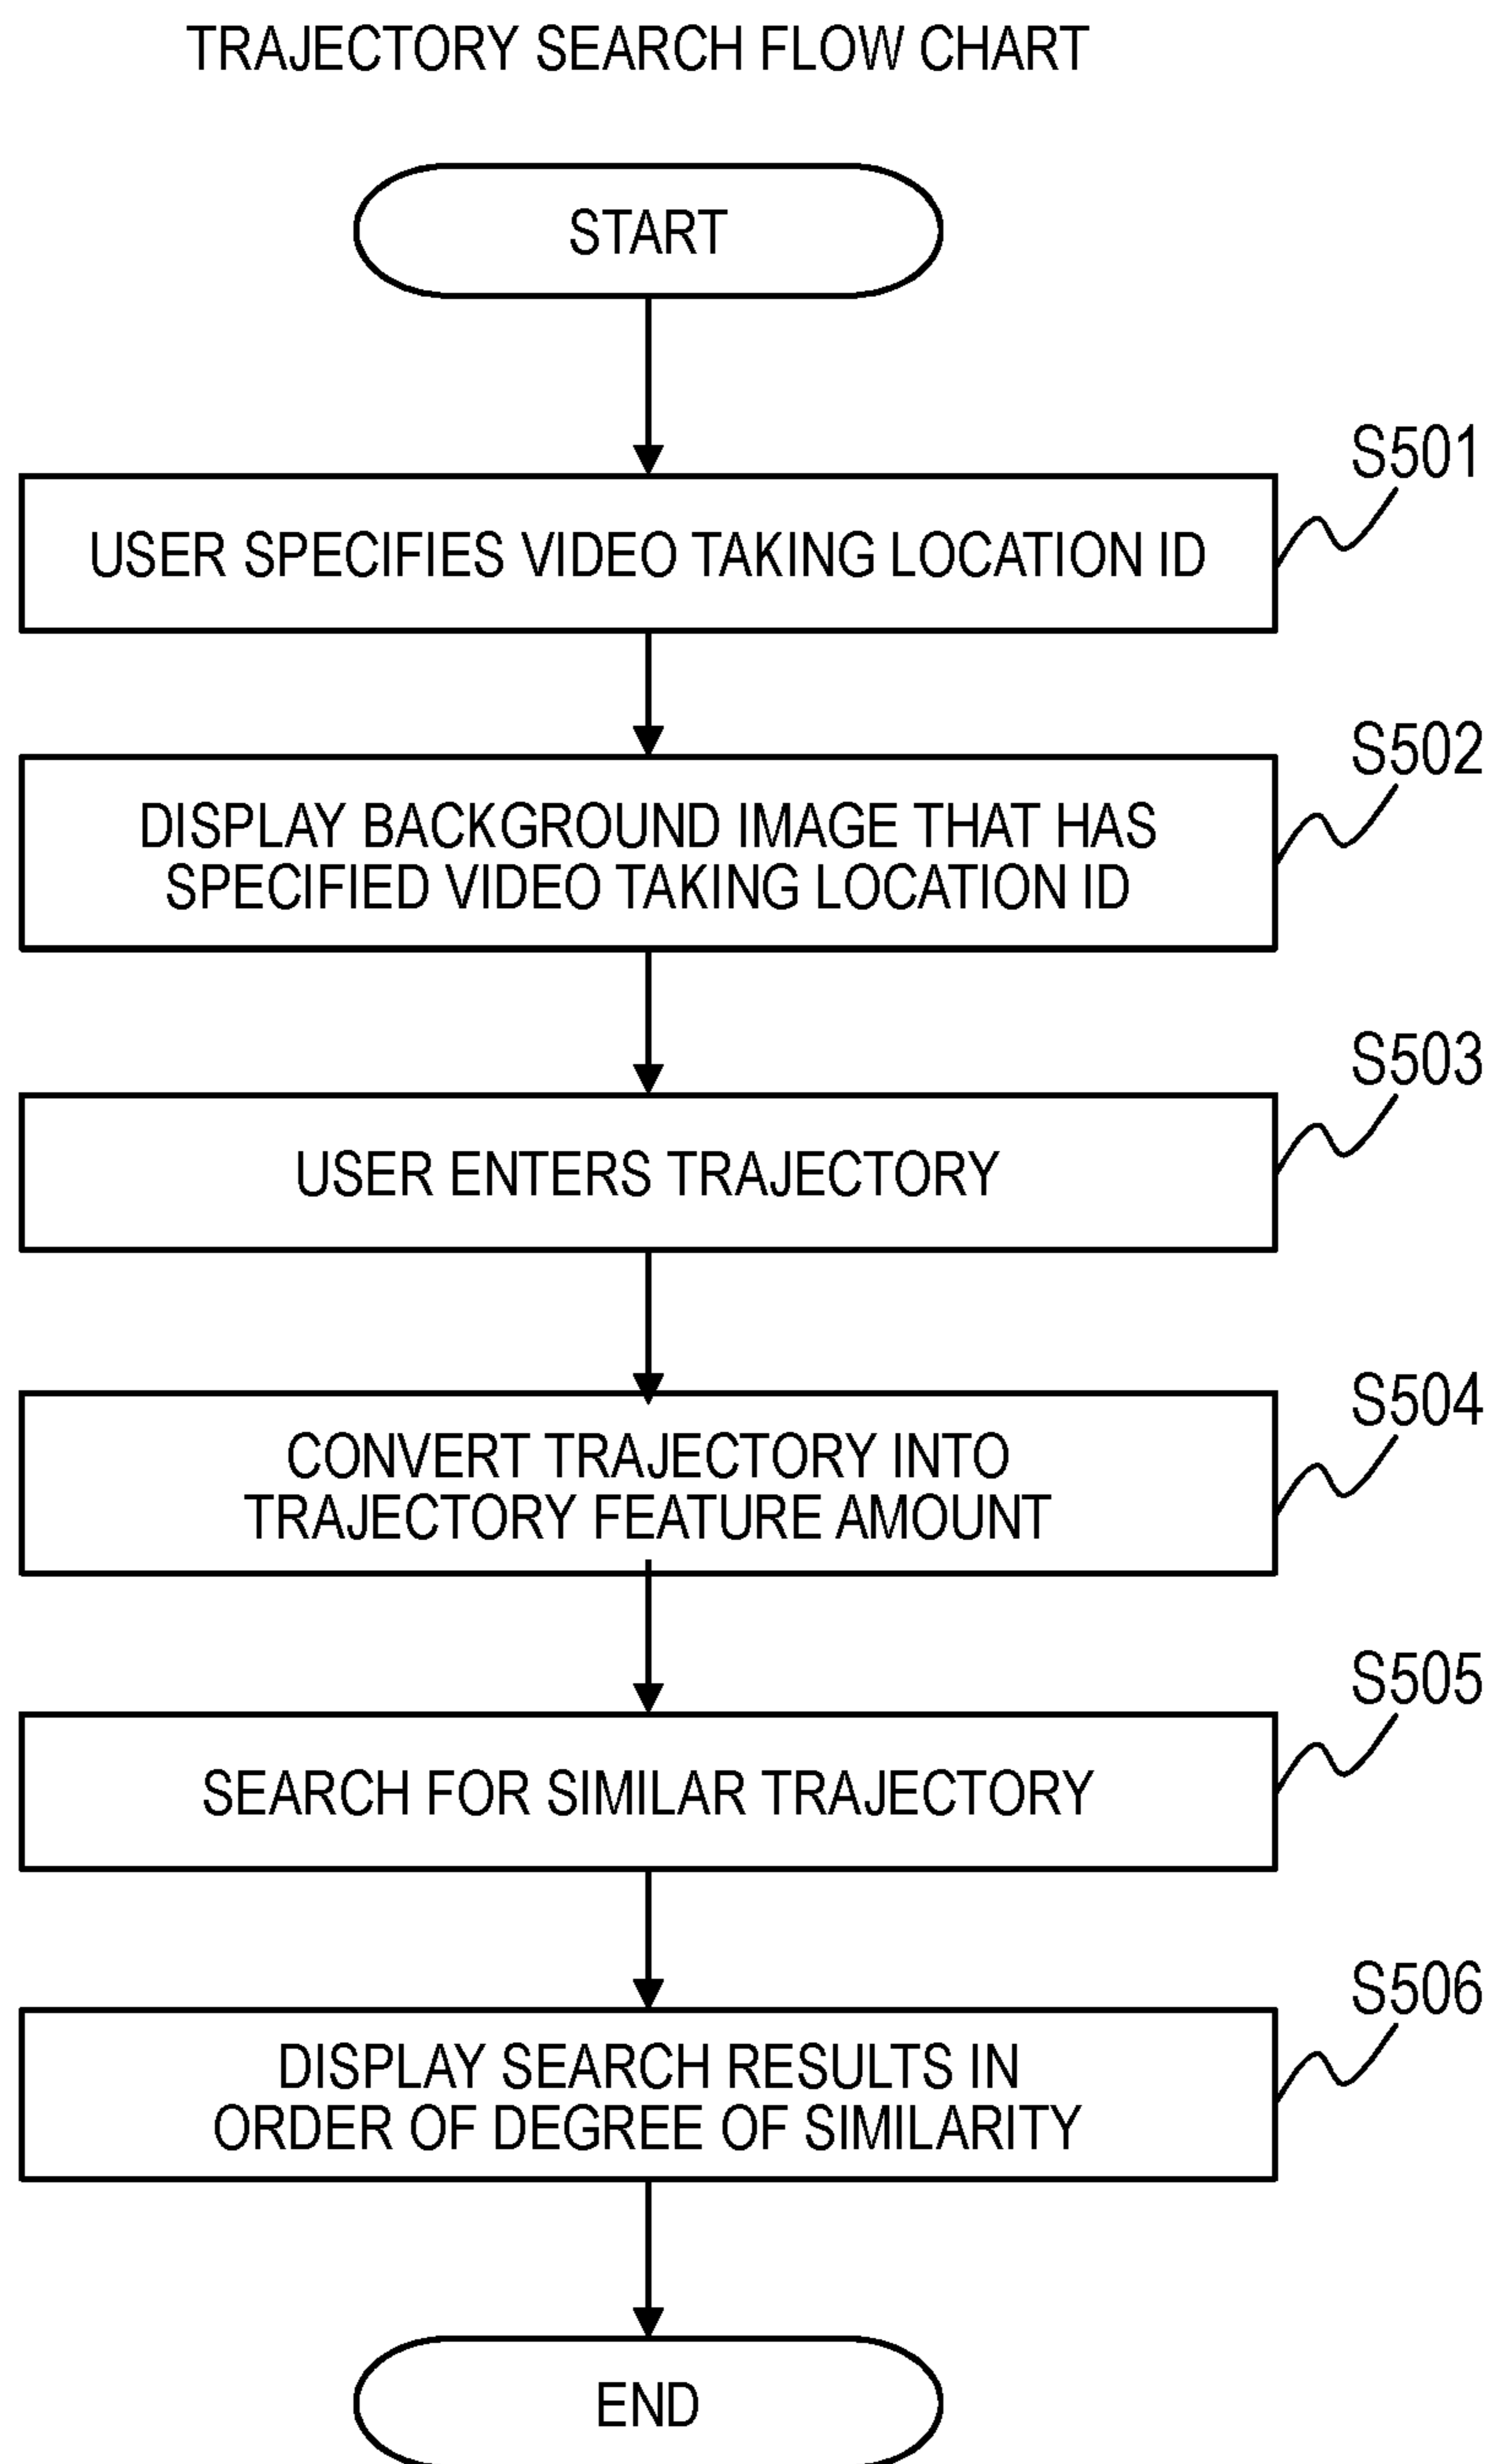 TRAJECTORY SEARCH FLOW CHART
START
S501
USER SPECIFIES VIDEO TAKING LOCATION ID
S502
DISPLAY BACKGROUND IMAGE THAT HAS
SPECIFIED VIDEO TAKING LOCATION ID
S503
USER ENTERS TRAJECTORY
S504
CONVERT TRAJECTORY INTO
TRAJECTORY FEATURE AMOUNT
S505
SEARCH FOR SIMILAR TRAJECTORY
S506
DISPLAY SEARCH RESULTS IN
ORDER OF DEGREE OF SIMILARITY
END